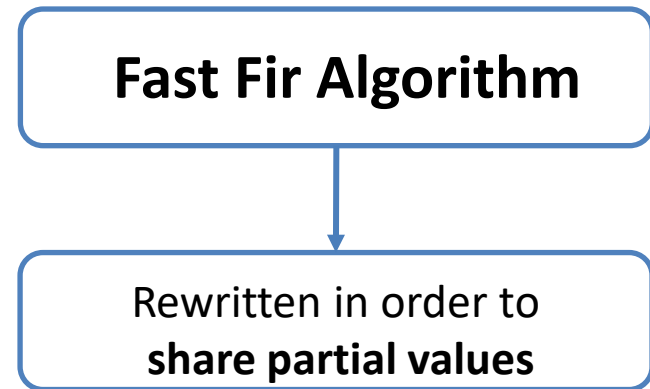 Fast Fir Algorithm
Rewritten in order to
share partial values